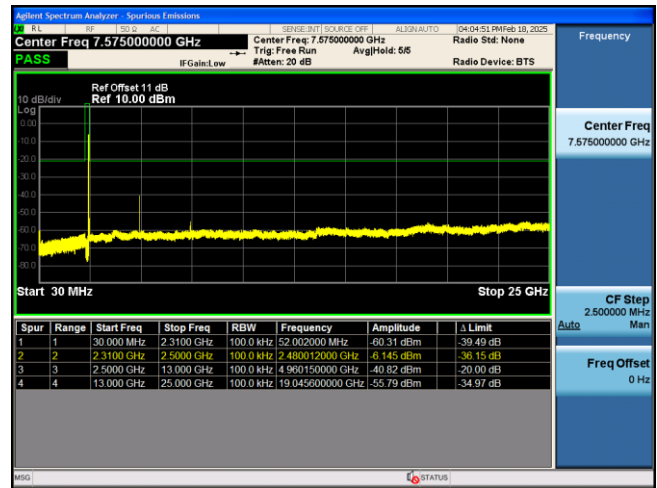 Agilent Spectrum Analyzer - Spurious Emissions
RL RF 50 Ω AC SENSE:INT SOURCE OFF ALIGN AUTO 04:04:51 PM Feb 18, 2025
Center Freq 7.575000000 GHz Center Freq: 7.575000000 GHz Radio Std: None
Trig: Free Run Avg|Hold: 5/5
PASS IFGain:Low #Atten: 20 dB Radio Device: BTS
Ref Offset 11 dB
10 dB/div Ref 10.00 dBm
Log
0.00
-10.0
-20.0
-30.0
-40.0
-50.0
-60.0
-70.0
-80.0
Start 30 MHz Stop 25 GHz
Spur Range Start Freq Stop Freq RBW Frequency Amplitude Δ Limit
1 1 30.000 MHz 2.3100 GHz 100.0 kHz 52.002000 MHz -60.31 dBm -39.49 dB
2 2 2.3100 GHz 2.5000 GHz 100.0 kHz 2.480012000 GHz -6.145 dBm -36.15 dB
3 3 2.5000 GHz 13.000 GHz 100.0 kHz 4.960150000 GHz -40.82 dBm -20.00 dB
4 4 13.000 GHz 25.000 GHz 100.0 kHz 19.045600000 GHz -55.79 dBm -34.97 dB
MSG STATUS
Frequency
Center Freq
7.575000000 GHz
CF Step
2.500000 MHz
Auto Man
Freq Offset
0 Hz